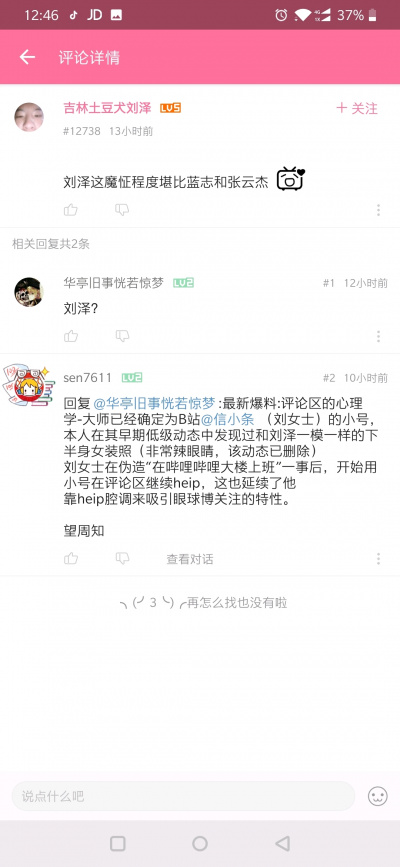 12:46 JD 4G 1X 37%
评论详情
吉林土豆犬刘泽 LV5 + 关注
#12738 13小时前
刘泽这魔怔程度堪比蓝志和张云杰
相关回复共2条
华亭旧事恍若惊梦 LV2 #1 12小时前
刘泽?
sen7611 LV2 #2 10小时前
回复 @华亭旧事恍若惊梦 :最新爆料:评论区的心理
学-大师已经确定为B站@信小条 （刘女士）的小号，
本人在其早期低级动态中发现过和刘泽一模一样的下
半身女装照（非常辣眼睛，该动态已删除）
刘女士在伪造“在哔哩哔哩大楼上班”一事后，开始用
小号在评论区继续heip，这也延续了他
靠heip腔调来吸引眼球博关注的特性。
望周知
查看对话
╮(╯3╰)╭再怎么找也没有啦
说点什么吧